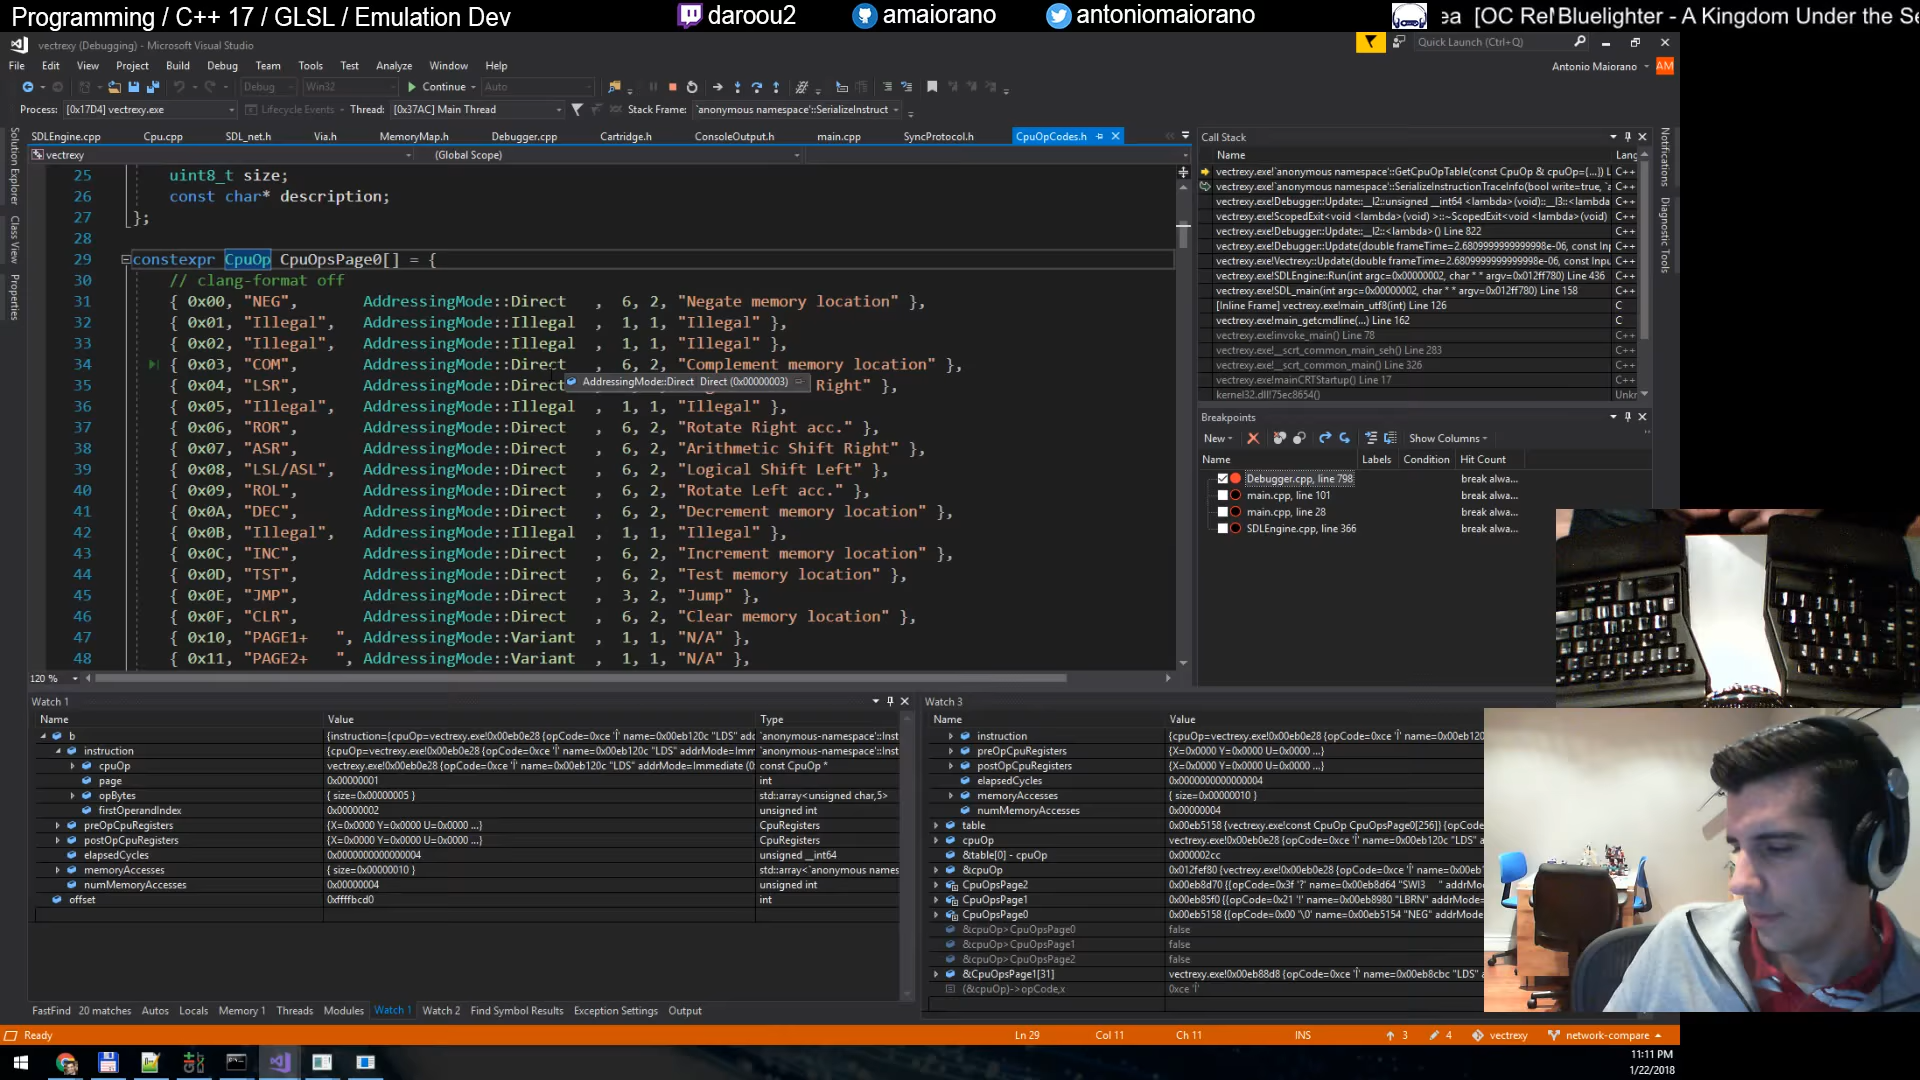 Programming / C++ 17 / GLSL / Emulation Dev
daroou2
amaiorano
antoniomaiorano
ea [OC Re
Bluelighter - A Kingdom Under the Se
vectrexy (Debugging) - Microsoft Visual Studio
Quick Launch (Ctrl+Q)
File Edit View Project Build Debug Team Tools Test Analyze Window Help
Antonio Maiorano AM
Debug Win32 Continue Auto
Process: [0x17D4] vectrexy.exe Lifecycle Events Thread: [0x37AC] Main Thread Stack Frame: `anonymous namespace'::SerializeInstruct
SDLEngine.cpp Cpu.cpp SDL_net.h Via.h MemoryMap.h Debugger.cpp Cartridge.h ConsoleOutput.h main.cpp SyncProtocol.h CpuOpCodes.h
vectrexy (Global Scope)
Solution Explorer
Class View
Properties
25 uint8_t size;
26 const char* description;
27 };
28
29 constexpr CpuOp CpuOpsPage0[] = {
30 // clang-format off
31 { 0x00, "NEG", AddressingMode::Direct , 6, 2, "Negate memory location" },
32 { 0x01, "Illegal", AddressingMode::Illegal , 1, 1, "Illegal" },
33 { 0x02, "Illegal", AddressingMode::Illegal , 1, 1, "Illegal" },
34 { 0x03, "COM", AddressingMode::Direct , 6, 2, "Complement memory location" },
35 { 0x04, "LSR", AddressingMode::Direct Right" },
AddressingMode::Direct Direct (0x00000003)
36 { 0x05, "Illegal", AddressingMode::Illegal , 1, 1, "Illegal" },
37 { 0x06, "ROR", AddressingMode::Direct , 6, 2, "Rotate Right acc." },
38 { 0x07, "ASR", AddressingMode::Direct , 6, 2, "Arithmetic Shift Right" },
39 { 0x08, "LSL/ASL", AddressingMode::Direct , 6, 2, "Logical Shift Left" },
40 { 0x09, "ROL", AddressingMode::Direct , 6, 2, "Rotate Left acc." },
41 { 0x0A, "DEC", AddressingMode::Direct , 6, 2, "Decrement memory location" },
42 { 0x0B, "Illegal", AddressingMode::Illegal , 1, 1, "Illegal" },
43 { 0x0C, "INC", AddressingMode::Direct , 6, 2, "Increment memory location" },
44 { 0x0D, "TST", AddressingMode::Direct , 6, 2, "Test memory location" },
45 { 0x0E, "JMP", AddressingMode::Direct , 3, 2, "Jump" },
46 { 0x0F, "CLR", AddressingMode::Direct , 6, 2, "Clear memory location" },
47 { 0x10, "PAGE1+ ", AddressingMode::Variant , 1, 1, "N/A" },
48 { 0x11, "PAGE2+ ", AddressingMode::Variant , 1, 1, "N/A" },
120 %
Call Stack
Name Lang
vectrexy.exe!`anonymous namespace'::GetCpuOpTable(const CpuOp & cpuOp={...}) L C++
vectrexy.exe!`anonymous namespace'::SerializeInstructionTraceInfo(bool write=true, `a C++
vectrexy.exe!Debugger::Update::__l2::unsigned __int64 <lambda>(void)::__l3::<lambda C++
vectrexy.exe!ScopedExit<void <lambda>(void) >::~ScopedExit<void <lambda>(void) C++
vectrexy.exe!Debugger::Update::__l2::<lambda>() Line 822 C++
vectrexy.exe!Debugger::Update(double frameTime=2.6809999999999998e-06, const Inp C++
vectrexy.exe!Vectrexy::Update(double frameTime=2.6809999999999998e-06, const Inpu C++
vectrexy.exe!SDLEngine::Run(int argc=0x00000002, char * * argv=0x012ff780) Line 436 C++
vectrexy.exe!SDL_main(int argc=0x00000002, char * * argv=0x012ff780) Line 158 C++
[Inline Frame] vectrexy.exe!main_utf8(int) Line 126 C
vectrexy.exe!main_getcmdline(...) Line 162 C
vectrexy.exe!invoke_main() Line 78 C++
vectrexy.exe!__scrt_common_main_seh() Line 283 C++
vectrexy.exe!__scrt_common_main() Line 326 C++
vectrexy.exe!mainCRTStartup() Line 17 C++
kernel32.dll!75ec8654() Unkr
Notifications
Diagnostic Tools
Breakpoints
New Show Columns
Name Labels Condition Hit Count
Debugger.cpp, line 798 break alwa...
main.cpp, line 101 break alwa...
main.cpp, line 28 break alwa...
SDLEngine.cpp, line 366 break alwa...
Watch 1
Name Value Type
b {instruction={cpuOp=vectrexy.exe!0x00eb0e28 {opCode=0xce 'Î' name=0x00eb120c "LDS" adc `anonymous-namespace'::Inst
instruction {cpuOp=vectrexy.exe!0x00eb0e28 {opCode=0xce 'Î' name=0x00eb120c "LDS" addrMode=Imm `anonymous-namespace'::Inst
cpuOp vectrexy.exe!0x00eb0e28 {opCode=0xce 'Î' name=0x00eb120c "LDS" addrMode=Immediate (0x const CpuOp *
page 0x00000001 int
opBytes { size=0x00000005 } std::array<unsigned char,5>
firstOperandIndex 0x00000002 unsigned int
preOpCpuRegisters {X=0x0000 Y=0x0000 U=0x0000 ...} CpuRegisters
postOpCpuRegisters {X=0x0000 Y=0x0000 U=0x0000 ...} CpuRegisters
elapsedCycles 0x0000000000000004 unsigned __int64
memoryAccesses { size=0x00000010 } std::array<`anonymous names
numMemoryAccesses 0x00000004 unsigned int
offset 0xffffbcd0 int
Watch 3
Name Value
instruction {cpuOp=vectrexy.exe!0x00eb0e28 {opCode=0xce 'Î'
preOpCpuRegisters {X=0x0000 Y=0x0000 U=0x0000 ...}
postOpCpuRegisters {X=0x0000 Y=0x0000 U=0x0000 ...}
elapsedCycles 0x0000000000000004
memoryAccesses { size=0x00000010 }
numMemoryAccesses 0x00000004
table 0x00eb5158 {vectrexy.exe!const CpuOp CpuOpsPage0[256]} {opCod
cpuOp vectrexy.exe!0x00eb0e28 {opCode=0xce 'Î' name=0x00eb120c "LDS"
&table[0] - cpuOp 0x000002cc
&cpuOp 0x012fef80 {vectrexy.exe!0x00eb0e28 {opCode=0xce 'Î' name=0x00
CpuOpsPage2 0x00eb8d70 {{opCode=0x3f '?' name=0x00eb8d64 "SWI3 " addrMod
CpuOpsPage1 0x00eb85f0 {{opCode=0x21 '!' name=0x00eb8980 "LBRN" addrMode=
CpuOpsPage0 0x00eb5158 {{opCode=0x00 '\0' name=0x00eb5154 "NEG" addrMode
&cpuOp> CpuOpsPage0 false
&cpuOp> CpuOpsPage1 false
&cpuOp> CpuOpsPage2 false
&CpuOpsPage1[31] vectrexy.exe!0x00eb88d8 {opCode=0xce 'Î' name=0x00eb8cbc "LDS"
(&cpuOp)->opCode,x 0xce 'Î'
FastFind 20 matches Autos Locals Memory 1 Threads Modules Watch 1 Watch 2 Find Symbol Results Exception Settings Output
Ready Ln 29 Col 11 Ch 11 INS 3 4 vectrexy network-compare
11:11 PM
1/22/2018